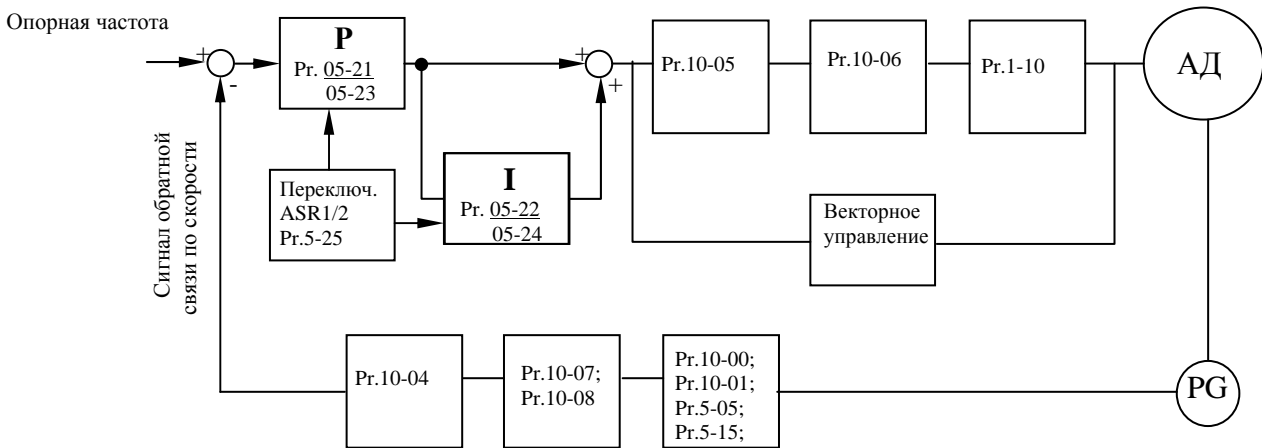 Опорная частота
+
-
P
Pr. 05-21
05-23
+
+
Pr.10-05
Pr.10-06
Pr.1-10
АД
Сигнал обратной
связи по скорости
Переключ.
ASR1/2
Pr.5-25
I
Pr. 05-22
05-24
Векторное
управление
Pr.10-04
Pr.10-07;
Pr.10-08
Pr.10-00;
Pr.10-01;
Pr.5-05;
Pr.5-15;
PG